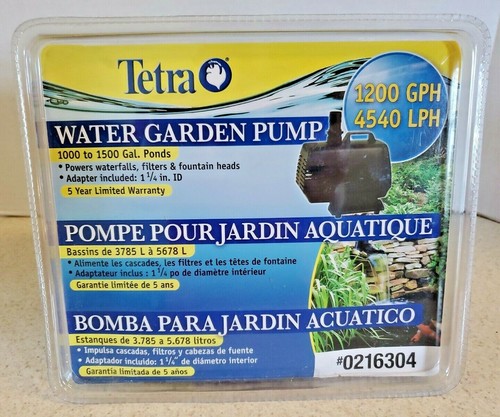 Tetra
1200 GPH
4540 LPH
WATER GARDEN PUMP
1000 to 1500 Gal. Ponds
• Powers waterfalls, filters & fountain heads
• Adapter included: 1 1/4 in. ID
5 Year Limited Warranty
POMPE POUR JARDIN AQUATIQUE
Bassins de 3785 L à 5678 L
• Alimente les cascades, les filtres et les têtes de fontaine
• Adaptateur inclus : 1 1/4 po de diamètre intérieur
Garantie limitée de 5 ans
BOMBA PARA JARDIN ACUATICO
Estanques de 3.785 a 5.678 litros
• Impulsa cascadas, filtros y cabezas de fuente
• Adaptador incluido: 1 1/4" de diámetro interior
Garantía limitada de 5 años
#0216304